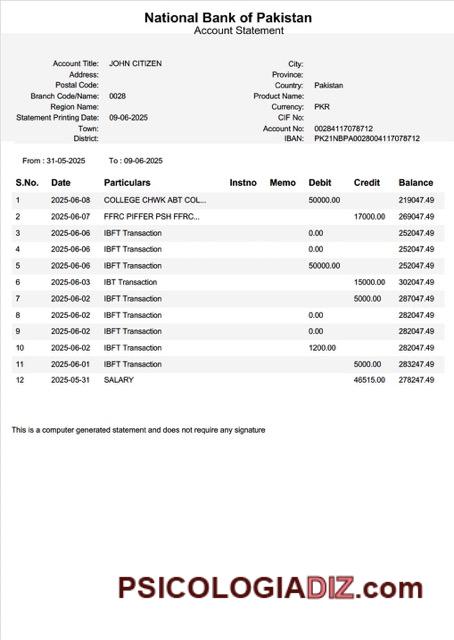 National Bank of Pakistan
Account Statement
Account Title: JOHN CITIZEN City:
Address: Province:
Postal Code: Country: Pakistan
Branch Code/Name: 0028 Product Name:
Region Name: Currency: PKR
Statement Printing Date: 09-06-2025 CIF No:
Town: Account No: 00284117078712
District: IBAN: PK21NBPA0028004117078712
From : 31-05-2025 To : 09-06-2025
S.No. Date Particulars Instno Memo Debit Credit Balance
1 2025-06-08 COLLEGE CHWK ABT COL... 50000.00 219047.49
2 2025-06-07 FFRC PIFFER PSH FFRC... 17000.00 269047.49
3 2025-06-06 IBFT Transaction 0.00 252047.49
4 2025-06-06 IBFT Transaction 0.00 252047.49
5 2025-06-06 IBFT Transaction 50000.00 252047.49
6 2025-06-03 IBT Transaction 15000.00 302047.49
7 2025-06-02 IBFT Transaction 5000.00 287047.49
8 2025-06-02 IBFT Transaction 0.00 282047.49
9 2025-06-02 IBFT Transaction 0.00 282047.49
10 2025-06-02 IBFT Transaction 1200.00 282047.49
11 2025-06-01 IBFT Transaction 5000.00 283247.49
12 2025-05-31 SALARY 46515.00 278247.49
This is a computer generated statement and does not require any signature
PSICOLOGIADIZ.com